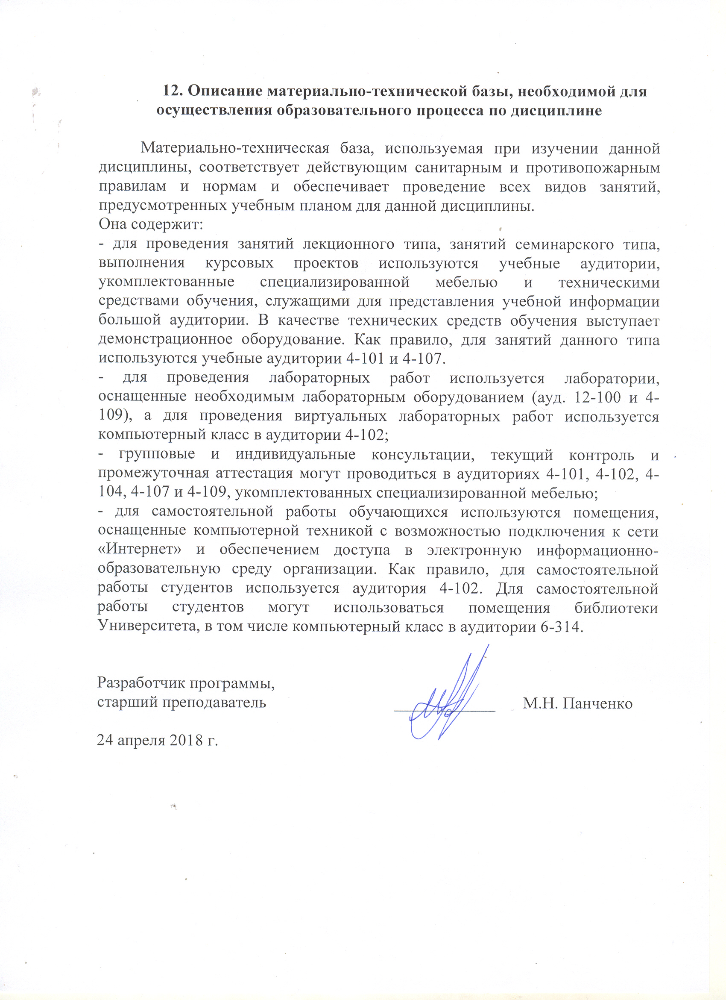 12. Описание материально-технической базы, необходимой для
осуществления образовательного процесса по дисциплине
Материально-техническая база, используемая при изучении данной
дисциплины, соответствует действующим санитарным и противопожарным
правилам и нормам и обеспечивает проведение всех видов занятий,
предусмотренных учебным планом для данной дисциплины.
Она содержит:
- для проведения занятий лекционного типа, занятий семинарского типа,
выполнения курсовых проектов используются учебные аудитории,
укомплектованные специализированной мебелью и техническими
средствами обучения, служащими для представления учебной информации
большой аудитории. В качестве технических средств обучения выступает
демонстрационное оборудование. Как правило, для занятий данного типа
используются учебные аудитории 4-101 и 4-107.
- для проведения лабораторных работ используется лаборатории,
оснащенные необходимым лабораторным оборудованием (ауд. 12-100 и 4-
109), а для проведения виртуальных лабораторных работ используется
компьютерный класс в аудитории 4-102;
- групповые и индивидуальные консультации, текущий контроль и
промежуточная аттестация могут проводиться в аудиториях 4-101, 4-102, 4-
104, 4-107 и 4-109, укомплектованных специализированной мебелью;
- для самостоятельной работы обучающихся используются помещения,
оснащенные компьютерной техникой с возможностью подключения к сети
«Интернет» и обеспечением доступа в электронную информационно-
образовательную среду организации. Как правило, для самостоятельной
работы студентов используется аудитория 4-102. Для самостоятельной
работы студентов могут использоваться помещения библиотеки
Университета, в том числе компьютерный класс в аудитории 6-314.
Разработчик программы,
старший преподаватель М.Н. Панченко
24 апреля 2018 г.